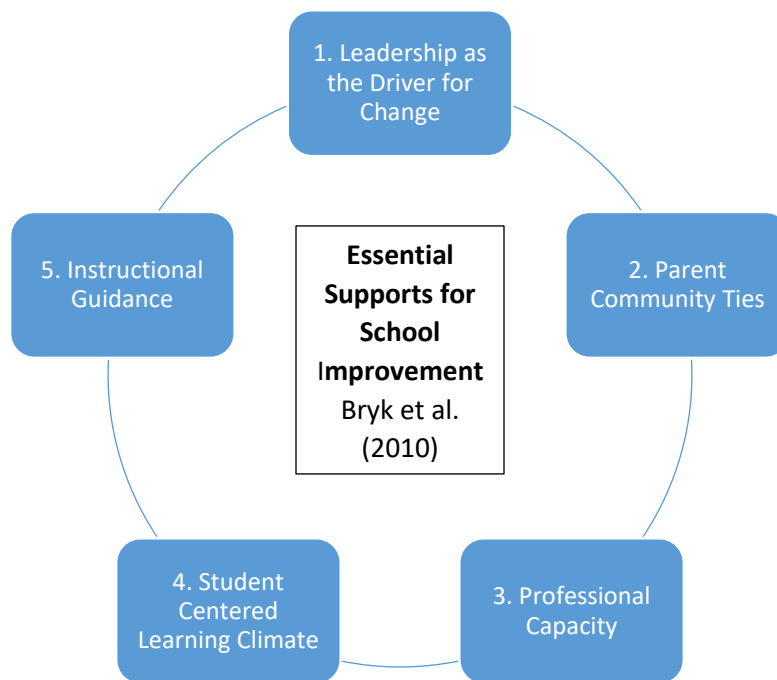 1. Leadership as
the Driver for
Change
2. Parent
Community Ties
3. Professional
Capacity
4. Student
Centered
Learning Climate
5. Instructional
Guidance
Essential
Supports for
School
Improvement
Bryk et al.
(2010)